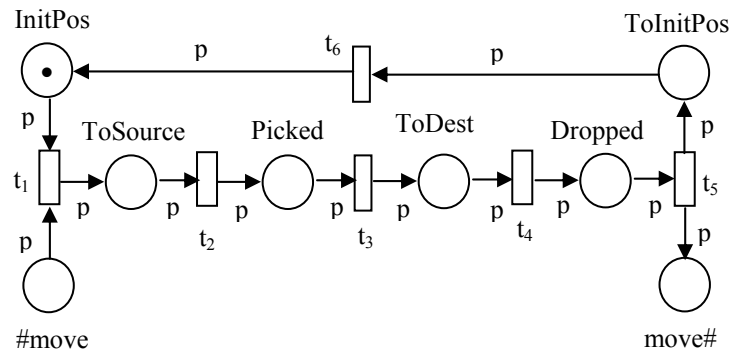 InitPos
ToInitPos
p
t6
p
p
ToSource
Picked
ToDest
Dropped
p
t1
p
p
p
p
p
p
p
p
t5
p
t2
t3
t4
p
#move
move#